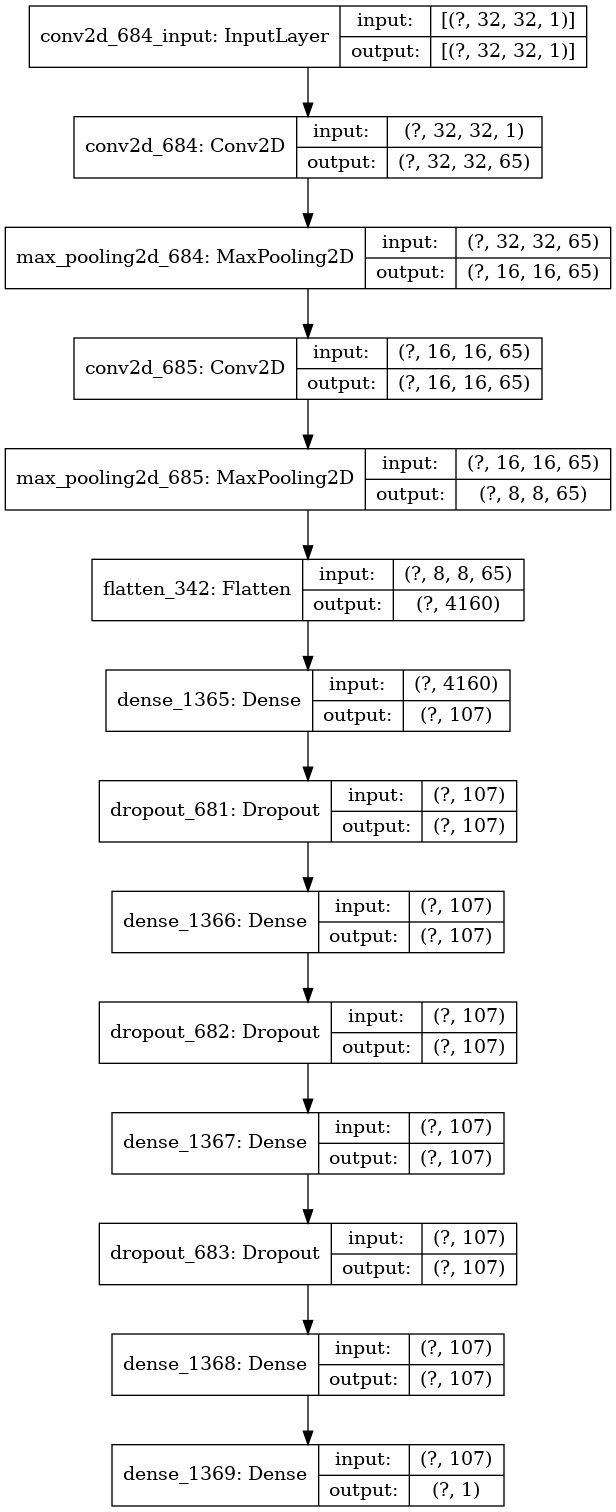 conv2d_684_input: InputLayer
input: [(?, 32, 32, 1)]
output: [(?, 32, 32, 1)]
conv2d_684: Conv2D
input: (?, 32, 32, 1)
output: (?, 32, 32, 65)
max_pooling2d_684: MaxPooling2D
input: (?, 32, 32, 65)
output: (?, 16, 16, 65)
conv2d_685: Conv2D
input: (?, 16, 16, 65)
output: (?, 16, 16, 65)
max_pooling2d_685: MaxPooling2D
input: (?, 16, 16, 65)
output: (?, 8, 8, 65)
flatten_342: Flatten
input: (?, 8, 8, 65)
output: (?, 4160)
dense_1365: Dense
input: (?, 4160)
output: (?, 107)
dropout_681: Dropout
input: (?, 107)
output: (?, 107)
dense_1366: Dense
input: (?, 107)
output: (?, 107)
dropout_682: Dropout
input: (?, 107)
output: (?, 107)
dense_1367: Dense
input: (?, 107)
output: (?, 107)
dropout_683: Dropout
input: (?, 107)
output: (?, 107)
dense_1368: Dense
input: (?, 107)
output: (?, 107)
dense_1369: Dense
input: (?, 107)
output: (?, 1)